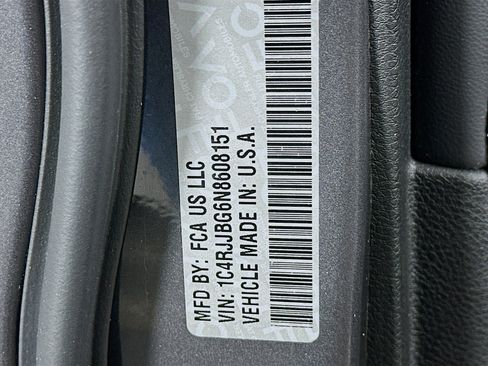 MFD BY: FCA US LLC
VIN: 1C4RJJBG6N8608151
VEHICLE MADE IN: U.S.A.